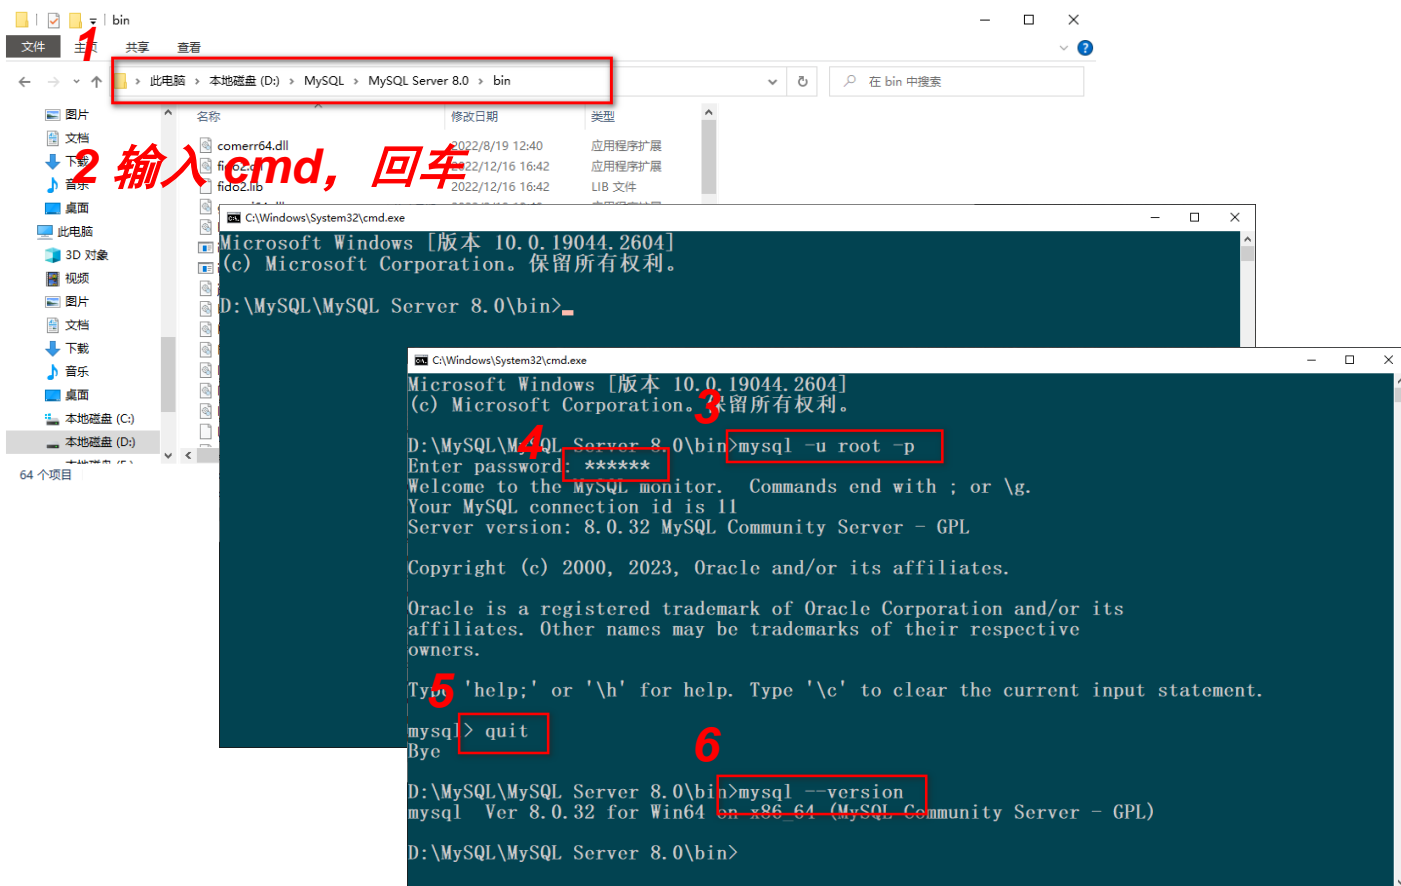 bin
1
文件 主页 共享 查看
此电脑 › 本地磁盘 (D:) › MySQL › MySQL Server 8.0 › bin
在 bin 中搜索
图片
文档
下载
音乐
桌面
此电脑
3D 对象
视频
图片
文档
下载
音乐
桌面
本地磁盘 (C:)
本地磁盘 (D:)
64 个项目
名称 修改日期 类型
comerr64.dll 2022/8/19 12:40 应用程序扩展
2022/12/16 16:42 应用程序扩展
fido2.lib 2022/12/16 16:42 LIB 文件
2 输入 cmd，回车
C:\Windows\System32\cmd.exe
Microsoft Windows [版本 10.0.19044.2604]
(c) Microsoft Corporation。保留所有权利。
D:\MySQL\MySQL Server 8.0\bin>
C:\Windows\System32\cmd.exe
Microsoft Windows [版本 10.0.19044.2604]
(c) Microsoft Corporation。保留所有权利。
3
4
D:\MySQL\MySQL Server 8.0\bin>mysql -u root -p
Enter password: ******
Welcome to the MySQL monitor.  Commands end with ; or \g.
Your MySQL connection id is 11
Server version: 8.0.32 MySQL Community Server - GPL
Copyright (c) 2000, 2023, Oracle and/or its affiliates.
Oracle is a registered trademark of Oracle Corporation and/or its
affiliates. Other names may be trademarks of their respective
owners.
Type 'help;' or '\h' for help. Type '\c' to clear the current input statement.
5
mysql> quit
Bye
6
D:\MySQL\MySQL Server 8.0\bin>mysql --version
mysql  Ver 8.0.32 for Win64 on x86_64 (MySQL Community Server - GPL)
D:\MySQL\MySQL Server 8.0\bin>